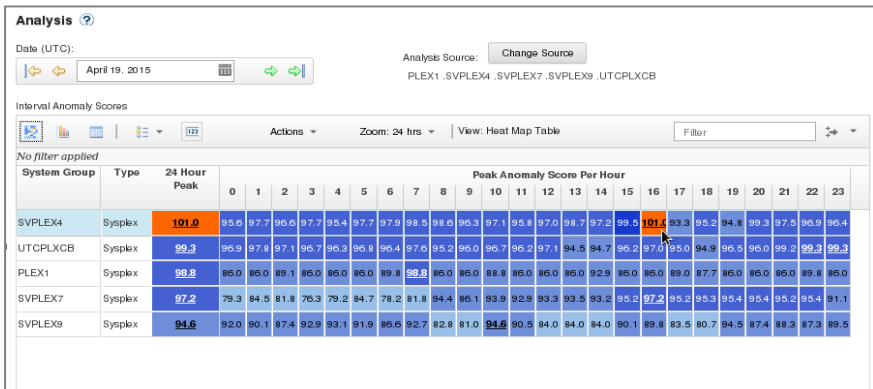 Analysis ?
Date (UTC):
April 19, 2015
Analysis Source: Change Source
PLEX1 .SVPLEX4 .SVPLEX7 .SVPLEX9 .UTCPLXCB
Interval Anomaly Scores
123 Actions Zoom: 24 hrs View: Heat Map Table Filter
No filter applied
System Group Type 24 Hour Peak Peak Anomaly Score Per Hour
0 1 2 3 4 5 6 7 8 9 10 11 12 13 14 15 16 17 18 19 20 21 22 23
SVPLEX4 Sysplex 101.0 95.6 97.7 96.6 97.7 95.4 97.7 97.9 98.5 98.6 96.3 97.1 95.8 97.0 98.7 97.2 99.5 101.0 93.3 95.2 94.8 99.3 97.5 96.9 96.4
UTCPLXCB Sysplex 99.3 96.9 97.8 97.1 96.7 96.3 96.8 96.4 97.6 95.2 96.0 96.7 96.2 97.1 94.5 94.7 96.2 97.0 95.0 94.9 96.5 96.0 99.2 99.3 99.3
PLEX1 Sysplex 98.8 86.0 86.0 89.1 86.0 86.0 86.0 89.8 98.8 86.0 86.0 88.8 86.0 86.0 86.0 92.9 86.0 86.0 89.0 87.7 86.0 86.0 86.0 89.8 86.0
SVPLEX7 Sysplex 97.2 79.3 84.5 81.8 76.3 79.2 84.7 78.2 81.8 94.4 86.1 93.9 92.9 93.3 93.5 93.2 95.2 97.2 95.2 95.3 95.4 95.4 95.2 95.4 91.1
SVPLEX9 Sysplex 94.6 92.0 90.1 87.4 92.9 93.1 91.9 86.6 92.7 82.8 81.0 94.6 90.5 84.0 84.0 84.0 90.1 89.8 83.5 80.7 94.5 87.4 88.3 87.3 89.5